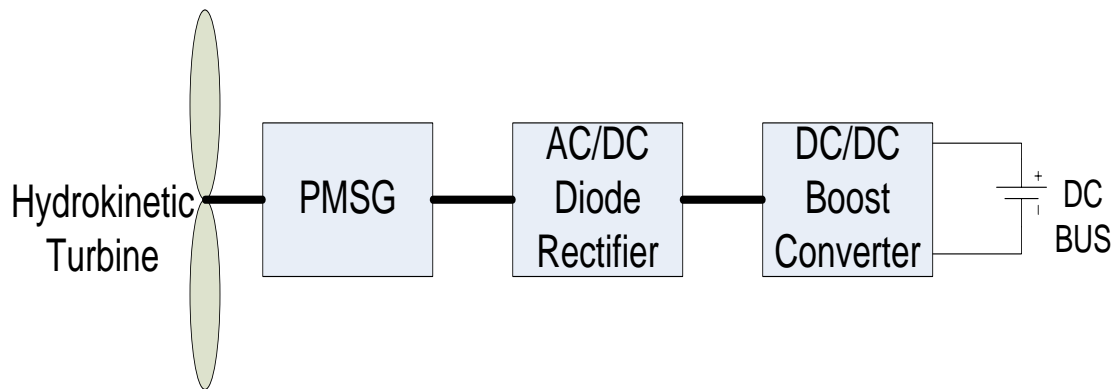 Hydrokinetic
Turbine
PMSG
AC/DC
Diode
Rectifier
DC/DC
Boost
Converter
+
-
DC
BUS